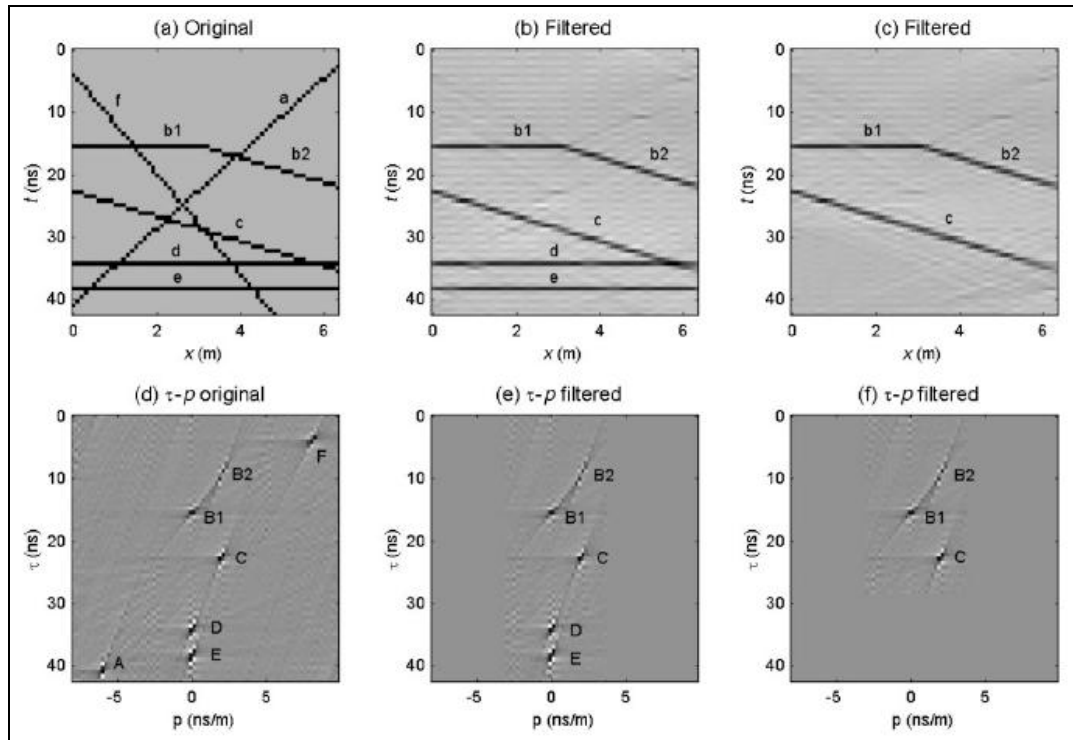 (a) Original
(b) Filtered
(c) Filtered
0
10
20
30
40
t (ns)
f
a
b1
b2
c
d
e
0 2 4 6
x (m)
0
10
20
30
40
t (ns)
b1
b2
c
d
e
0 2 4 6
x (m)
0
10
20
30
40
t (ns)
b1
b2
c
0 2 4 6
x (m)
(d) τ-p original
(e) τ-p filtered
(f) τ-p filtered
0
10
20
30
40
τ (ns)
F
B2
B1
C
D
E
A
-5 0 5
p (ns/m)
0
10
20
30
40
τ (ns)
B2
B1
C
D
E
-5 0 5
p (ns/m)
0
10
20
30
40
τ (ns)
B2
B1
C
-5 0 5
p (ns/m)